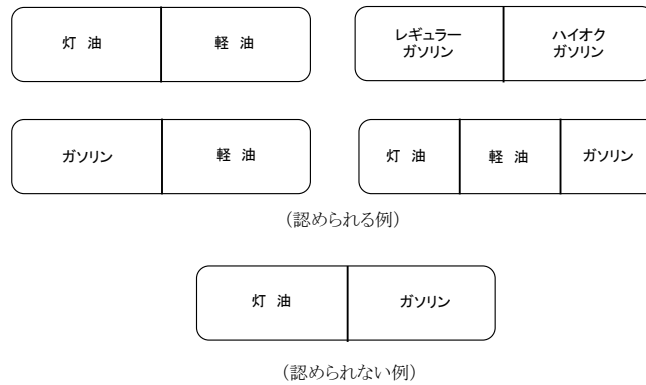 灯 油
軽 油
レギュラー
ガソリン
ハイオク
ガソリン
ガソリン
軽 油
灯 油
軽 油
ガソリン
(認められる例)
灯 油
ガソリン
(認められない例)